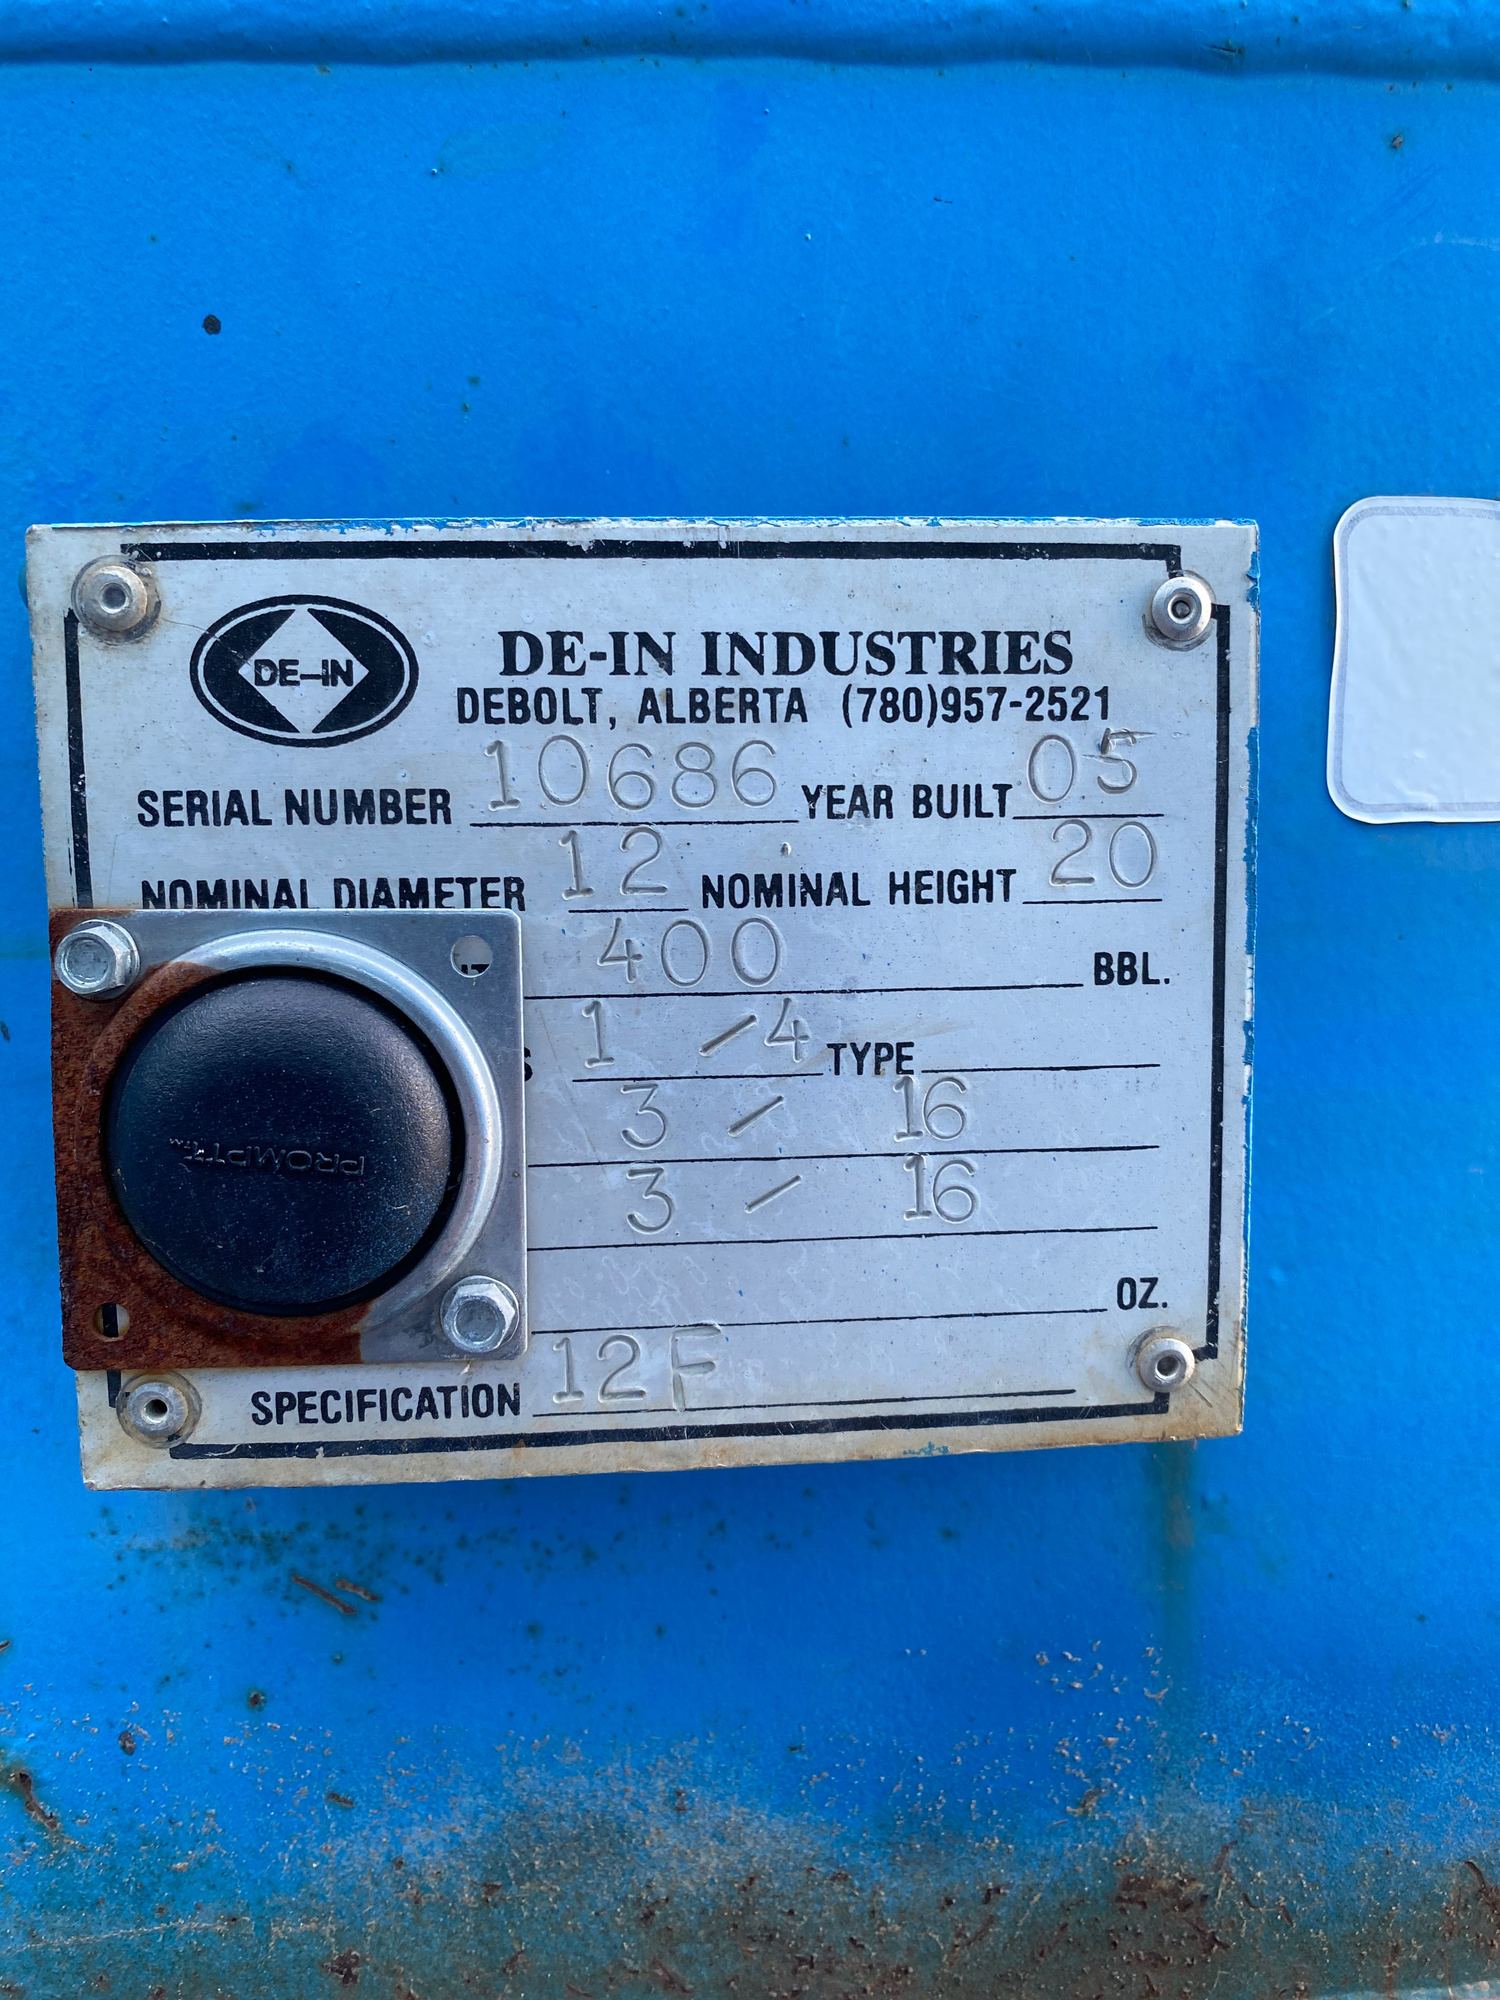 DE-IN
DE-IN INDUSTRIES
DEBOLT, ALBERTA (780)957-2521
SERIAL NUMBER 10686 YEAR BUILT 05
NOMINAL DIAMETER 12 NOMINAL HEIGHT 20
400 BBL.
1 /4 TYPE
3 / 16
3 / 16
OZ.
SPECIFICATION 12F
PROMPT™